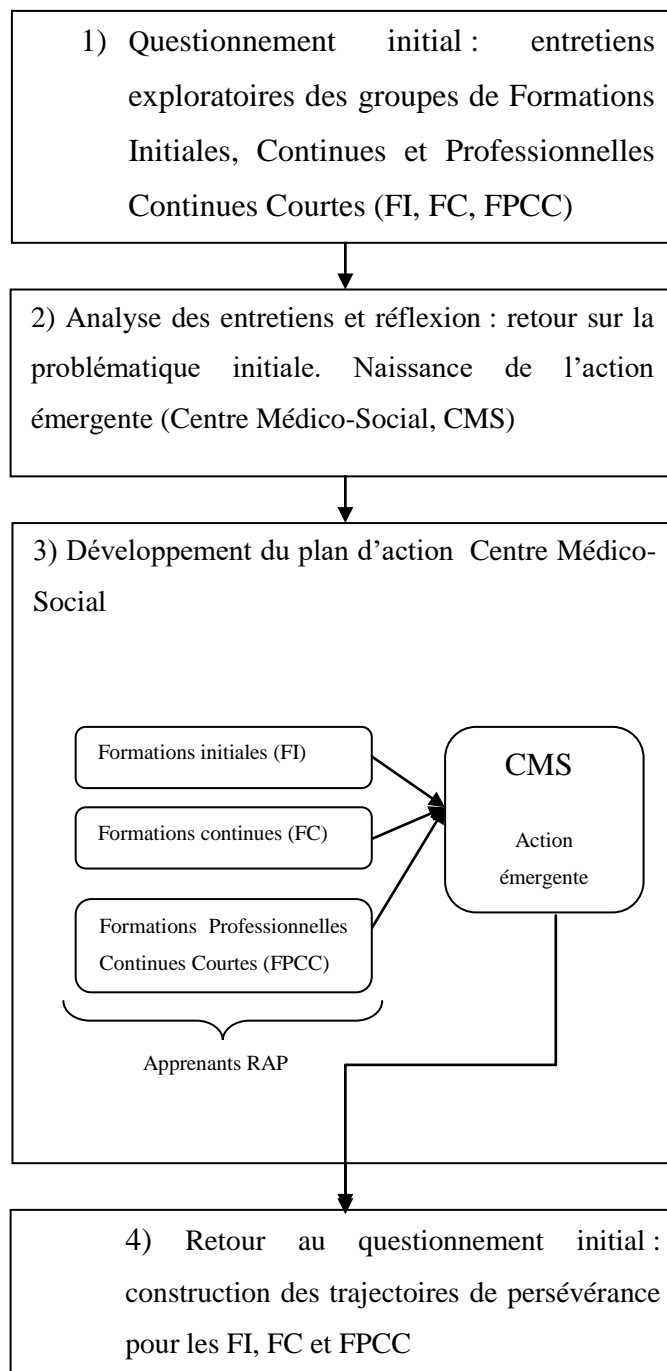 1) Questionnement initial : entretiens
exploratoires des groupes de Formations
Initiales, Continues et Professionnelles
Continues Courtes (FI, FC, FPCC)
2) Analyse des entretiens et réflexion : retour sur la
problématique initiale. Naissance de l’action
émergente (Centre Médico-Social, CMS)
3) Développement du plan d’action Centre Médico-
Social
Formations initiales (FI)
Formations continues (FC)
Formations Professionnelles
Continues Courtes (FPCC)
Apprenants RAP
CMS
Action
émergente
4) Retour au questionnement initial :
construction des trajectoires de persévérance
pour les FI, FC et FPCC